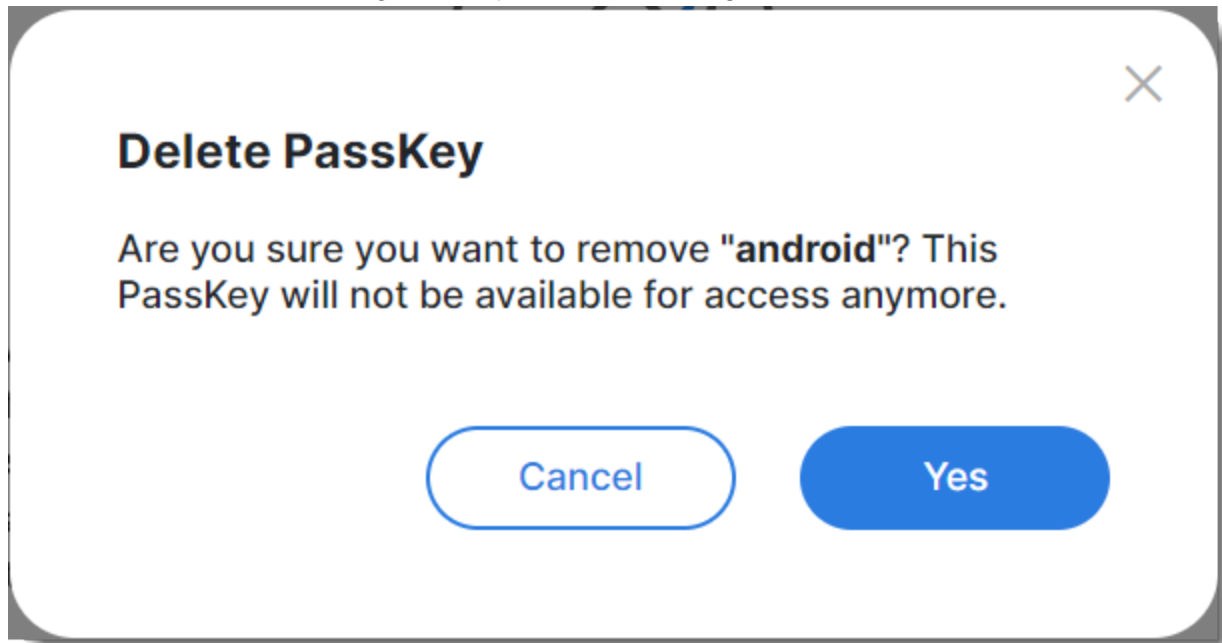 Delete PassKey
Are you sure you want to remove "android"? This
PassKey will not be available for access anymore.
Cancel
Yes